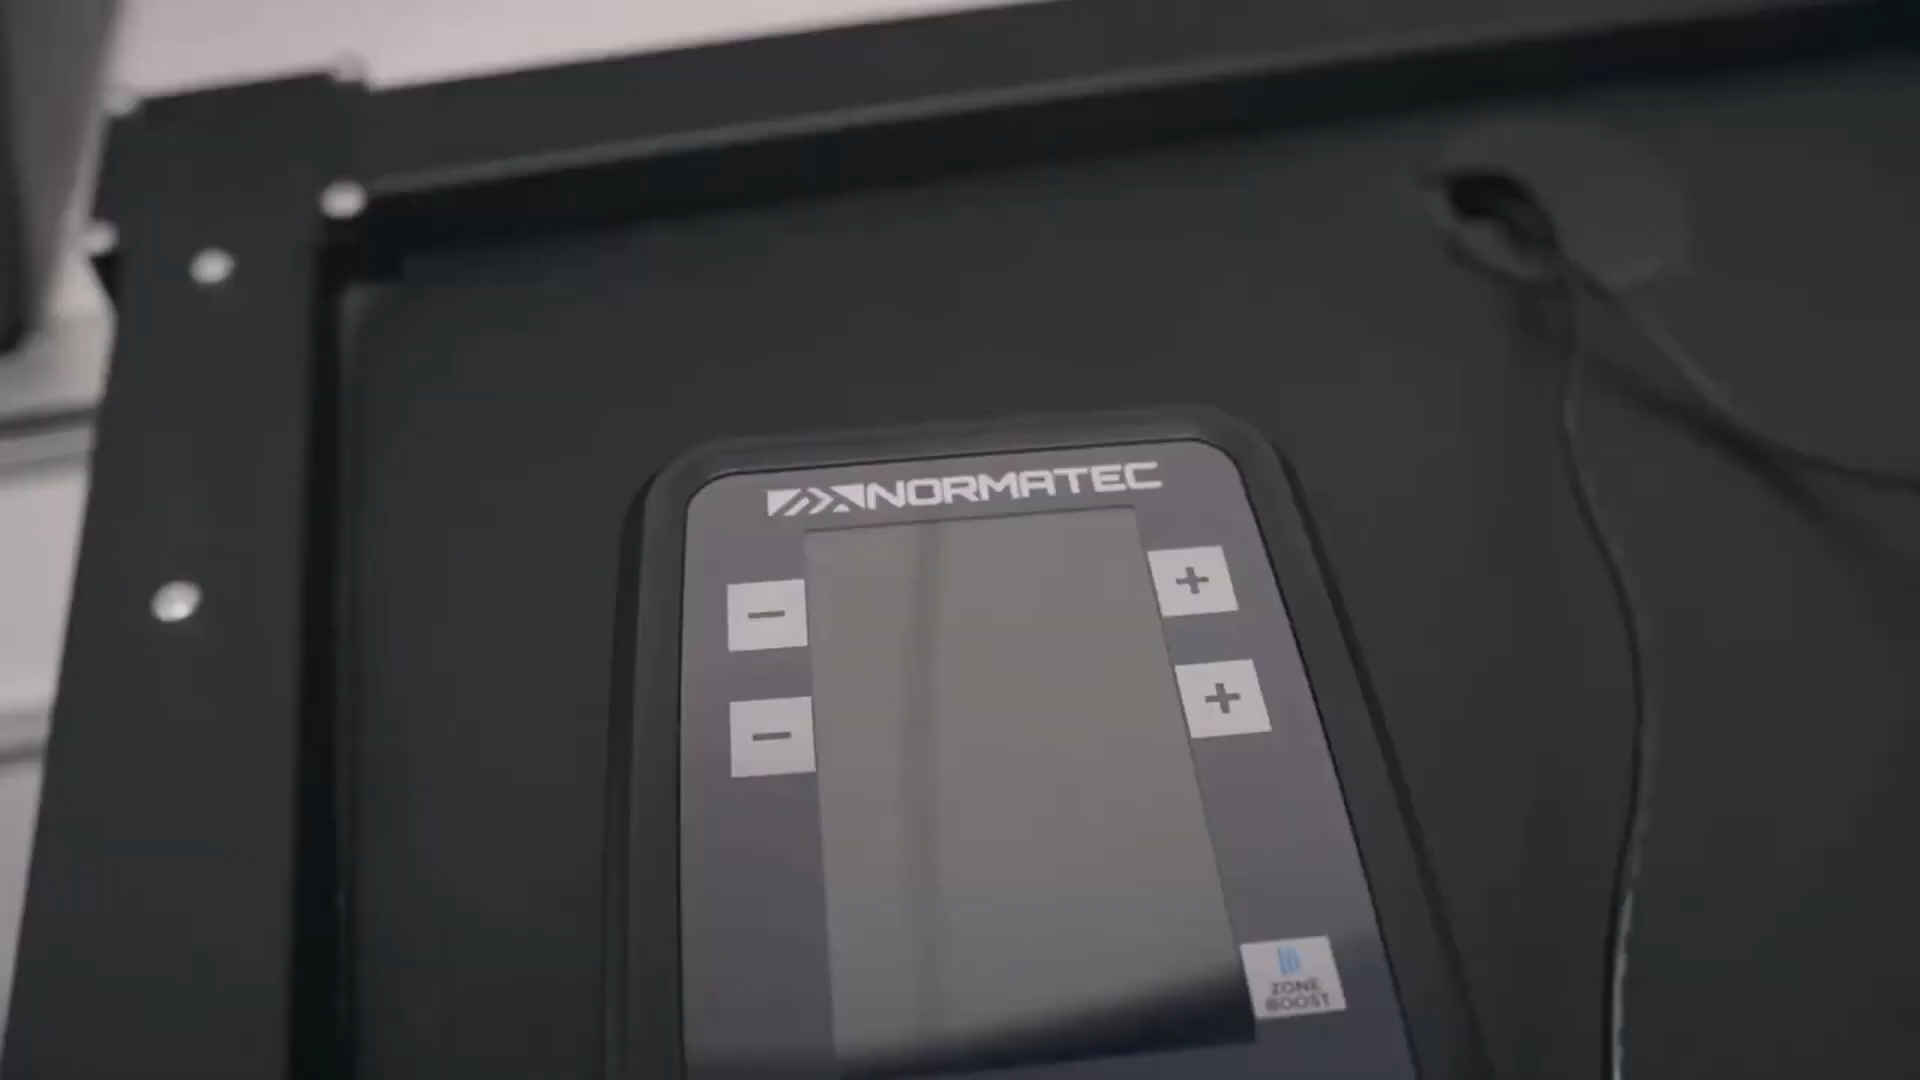 NORMATEC
− +
− +
ZONE
BOOST